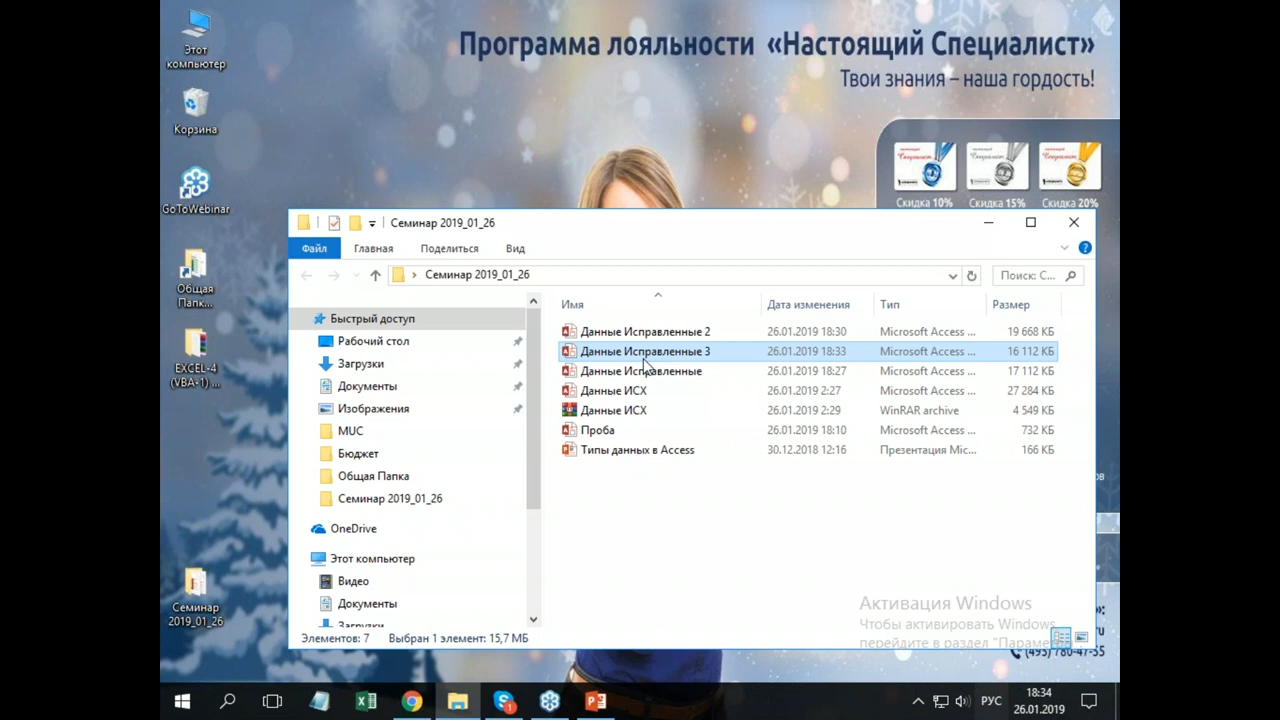 Программа лояльности «Настоящий Специалист»
Твои знания – наша гордость!
Скидка 10%
Скидка 15%
Скидка 20%
Этот компьютер
Корзина
GoToWebinar
Общая Папк...
EXCEL-4 (VBA-1) ...
Семинар 2019_01_26
Семинар 2019_01_26
Файл
Главная
Поделиться
Вид
Семинар 2019_01_26
Поиск: С...
Быстрый доступ
Рабочий стол
Загрузки
Документы
Изображения
MUC
Бюджет
Общая Папка
Семинар 2019_01_26
OneDrive
Этот компьютер
Видео
Документы
Загрузки
Имя Дата изменения Тип Размер
Данные Исправленные 2 26.01.2019 18:30 Microsoft Access ... 19 668 КБ
Данные Исправленные 3 26.01.2019 18:33 Microsoft Access ... 16 112 КБ
Данные Исправленные 26.01.2019 18:27 Microsoft Access ... 17 112 КБ
Данные ИСХ 26.01.2019 2:27 Microsoft Access ... 27 284 КБ
Данные ИСХ 26.01.2019 2:29 WinRAR archive 4 549 КБ
Проба 26.01.2019 18:10 Microsoft Access ... 732 КБ
Типы данных в Access 30.12.2018 12:16 Презентация Mic... 166 КБ
Элементов: 7 Выбран 1 элемент: 15,7 МБ
Активация Windows
Чтобы активировать Windows,
перейдите в раздел "Параме
(495) 780-47-55
РУС
18:34
26.01.2019